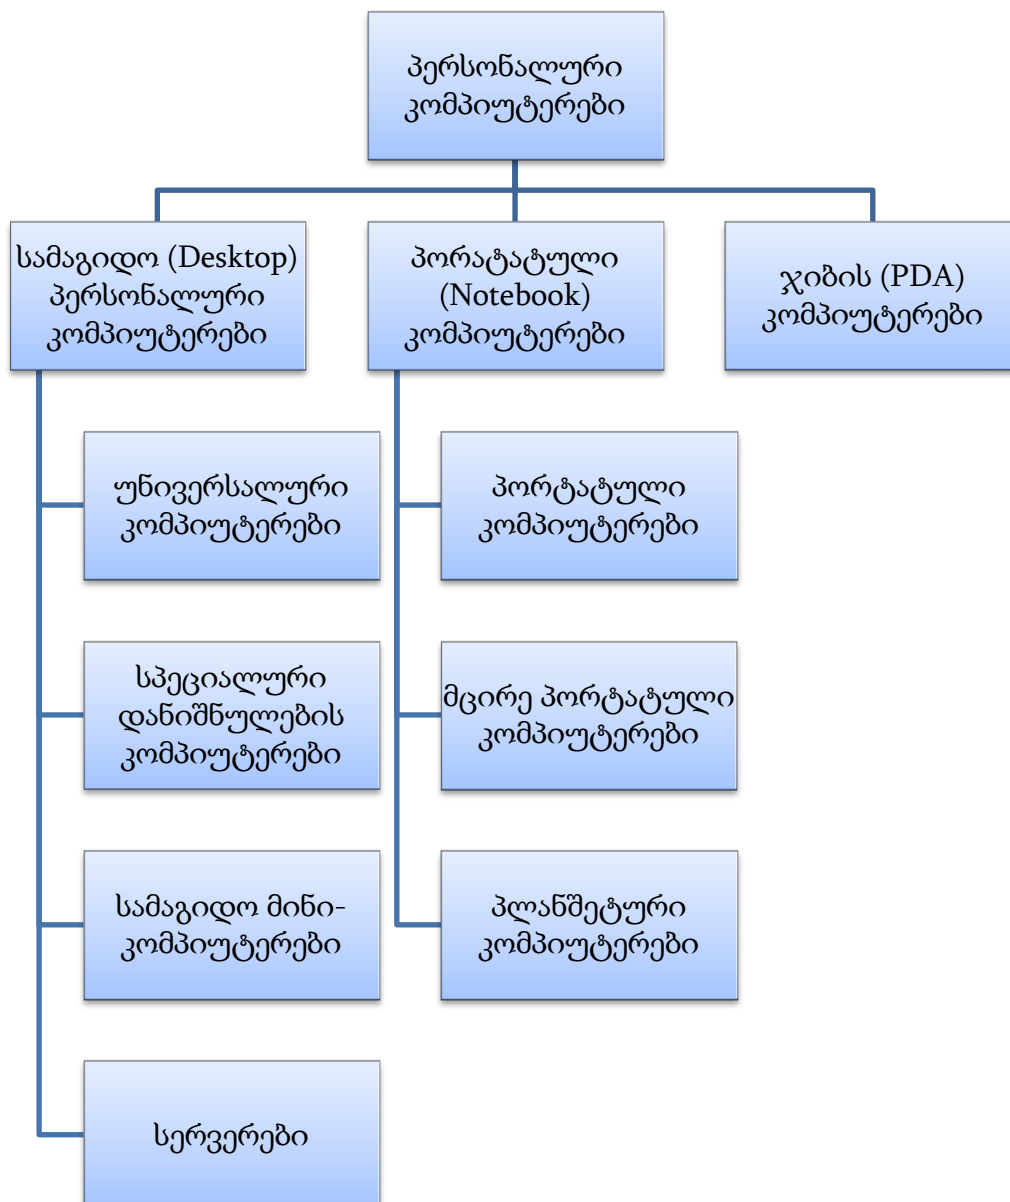 პერსონალური
კომპიუტერები
სამაგიდო (Desktop)
პერსონალური
კომპიუტერები
პორატატული
(Notebook)
კომპიუტერები
ჯიბის (PDA)
კომპიუტერები
უნივერსალური
კომპიუტერები
პორტატული
კომპიუტერები
სპეციალური
დანიშნულების
კომპიუტერები
მცირე პორტატული
კომპიუტერები
სამაგიდო მინი-
კომპიუტერები
პლანშეტური
კომპიუტერები
სერვერები